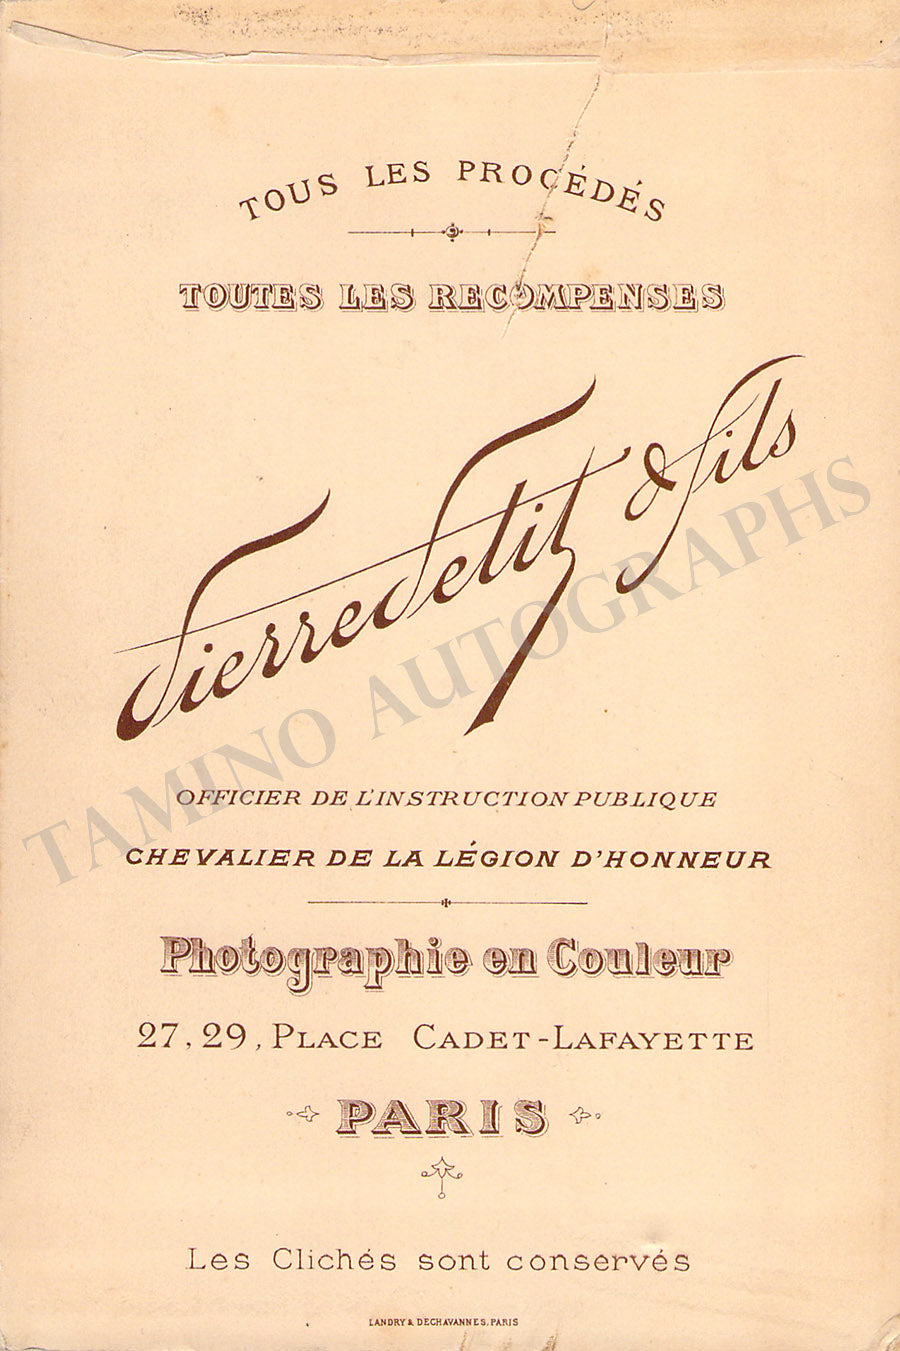 TOUS LES PROCÉDÉS
TOUTES LES RECOMPENSES
Pierre Petit & fils
OFFICIER DE L'INSTRUCTION PUBLIQUE
CHEVALIER DE LA LÉGION D'HONNEUR
Photographie en Couleur
27, 29, PLACE CADET-LAFAYETTE
PARIS
Les Clichés sont conservés
LANDRY & DECHAVANNES, PARIS
TAMINO AUTOGRAPHS